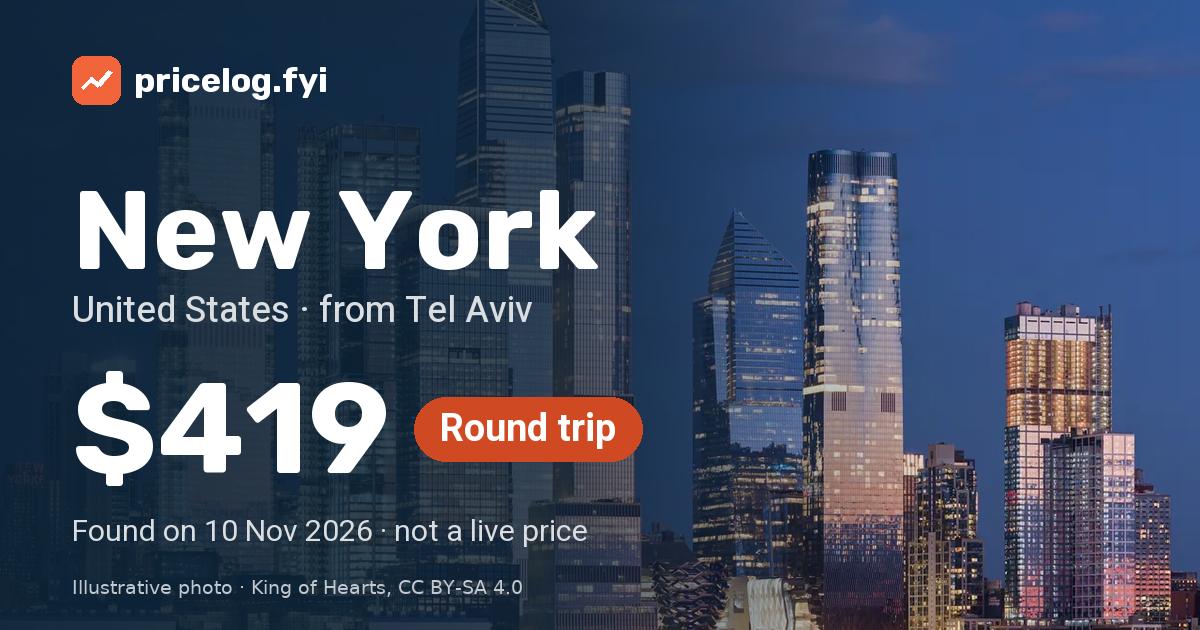 pricelog.fyi
New York
United States · from Tel Aviv
$419 Round trip
Found on 10 Nov 2026 · not a live price
Illustrative photo · King of Hearts, CC BY-SA 4.0